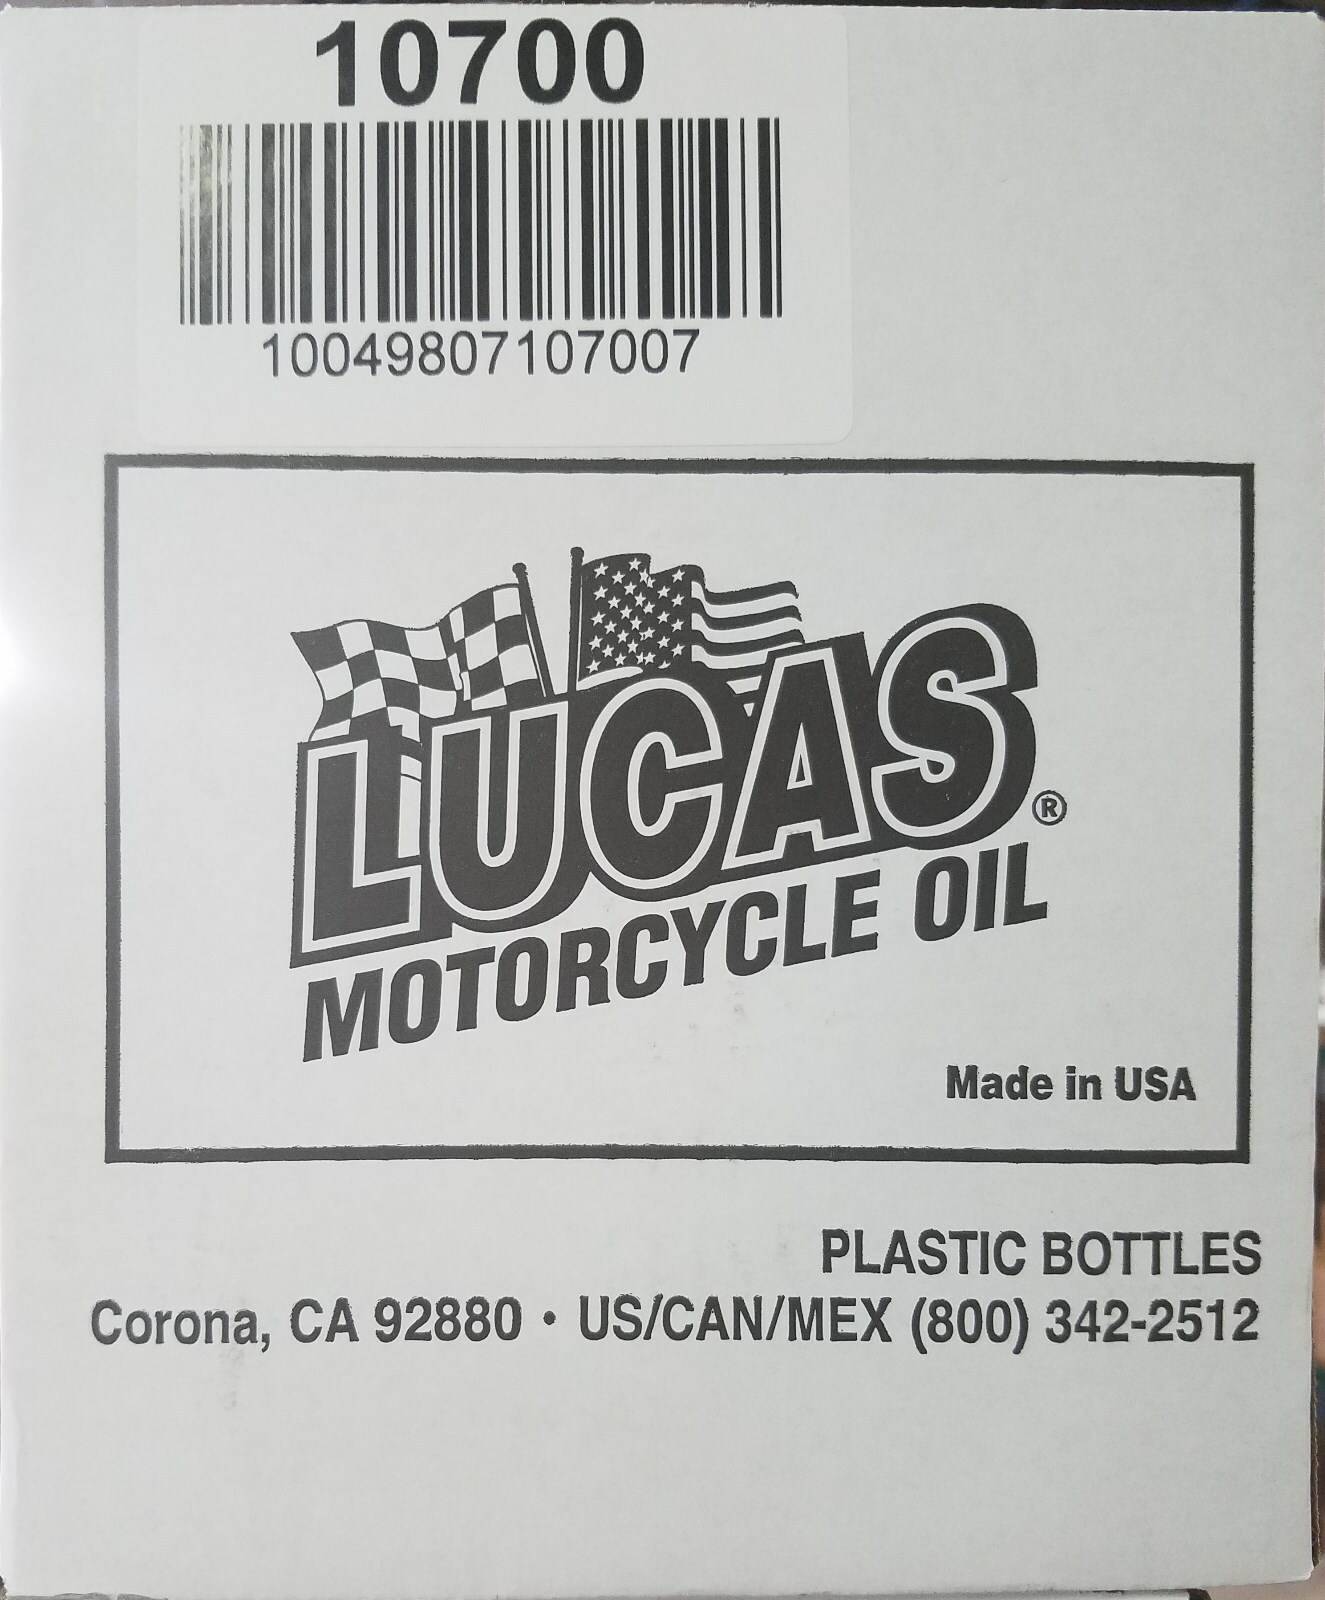 10700
10049807107007
LUCAS®
MOTORCYCLE OIL
Made in USA
PLASTIC BOTTLES
Corona, CA 92880 • US/CAN/MEX (800) 342-2512